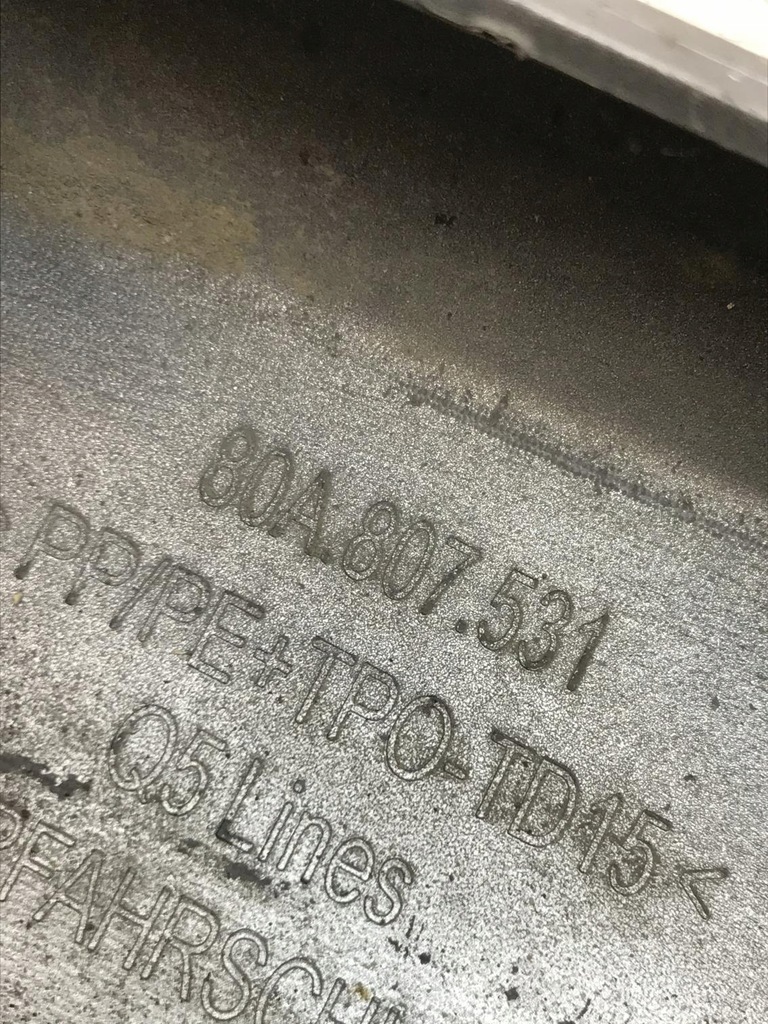 80A.807.531
PP/PE+TPO-TD15<
Q5 Lines